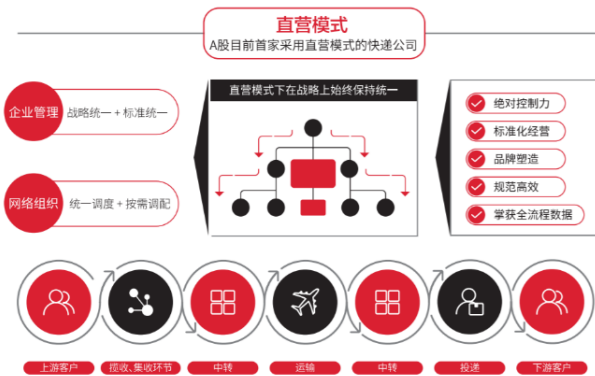 直营模式
A股目前首家采用直营模式的快递公司
企业管理
战略统一 + 标准统一
网络组织
统一调度 + 按需调配
直营模式下在战略上始终保持统一
绝对控制力
标准化经营
品牌塑造
规范高效
掌获全流程数据
上游客户
揽收、集收环节
中转
运输
中转
投递
下游客户